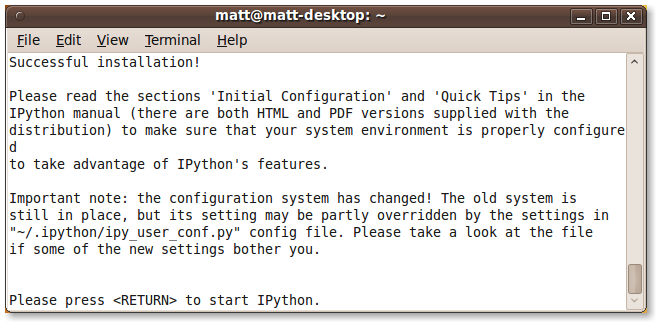 matt@matt-desktop: ~
File Edit View Terminal Help
Successful installation!
Please read the sections 'Initial Configuration' and 'Quick Tips' in the
IPython manual (there are both HTML and PDF versions supplied with the
distribution) to make sure that your system environment is properly configure
d
to take advantage of IPython's features.
Important note: the configuration system has changed! The old system is
still in place, but its setting may be partly overridden by the settings in
"~/.ipython/ipy_user_conf.py" config file. Please take a look at the file
if some of the new settings bother you.
Please press <RETURN> to start IPython.